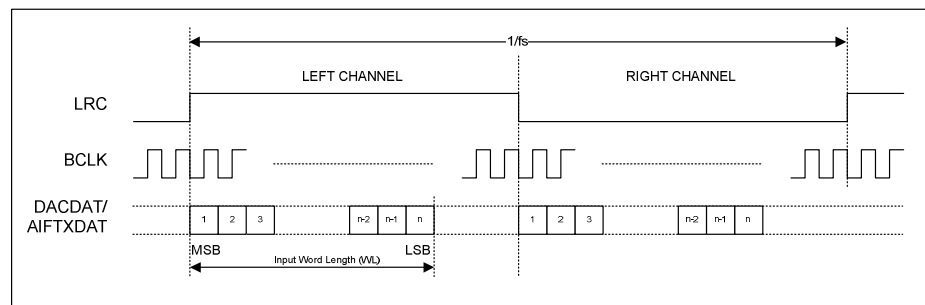 1/fs
LEFT CHANNEL RIGHT CHANNEL
LRC
BCLK
DACDAT/
AIFTXDAT
1 2 3 n-2 n-1 n 1 2 3 n-2 n-1 n
MSB LSB
Input Word Length (WL)